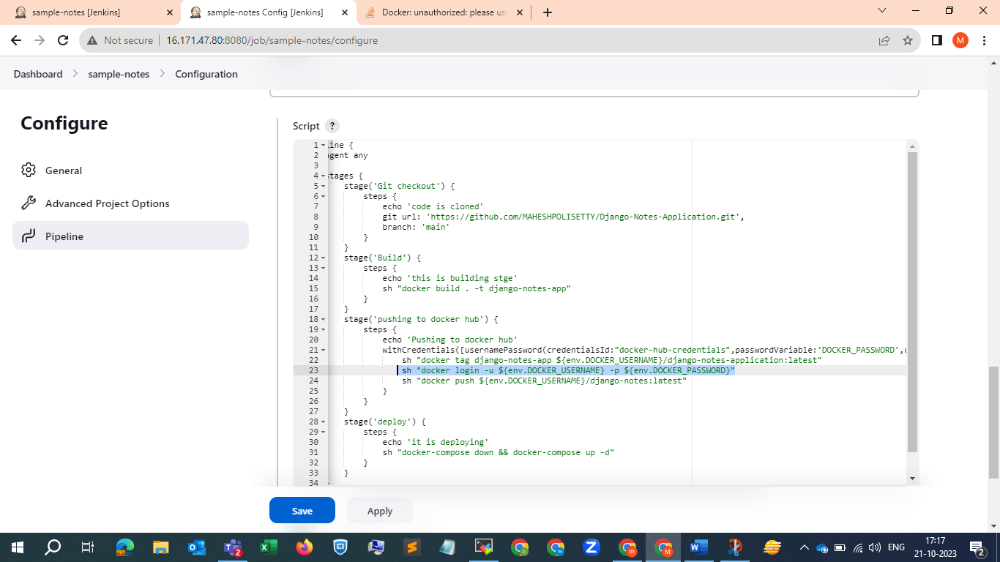 sample-notes [Jenkins]
sample-notes Config [Jenkins]
Docker: unauthorized: please use
Not secure
16.171.47.80:8080/job/sample-notes/configure
M
Dashboard
sample-notes
Configuration
Configure
General
Advanced Project Options
Pipeline
Script ?
1 line {
2 agent any
3
4 stages {
5 stage('Git checkout') {
6 steps {
7 echo 'code is cloned'
8 git url: 'https://github.com/MAHESHPOLISETTY/Django-Notes-Application.git',
9 branch: 'main'
10 }
11 }
12 stage('Build') {
13 steps {
14 echo 'this is building stge'
15 sh "docker build . -t django-notes-app"
16 }
17 }
18 stage('pushing to docker hub') {
19 steps {
20 echo 'Pushing to docker hub'
21 withCredentials([usernamePassword(credentialsId:"docker-hub-credentials",passwordVariable:'DOCKER_PASSWORD',u
22 sh "docker tag django-notes-app ${env.DOCKER_USERNAME}/django-notes-application:latest"
23 sh "docker login -u ${env.DOCKER_USERNAME} -p ${env.DOCKER_PASSWORD}"
24 sh "docker push ${env.DOCKER_USERNAME}/django-notes:latest"
25 }
26 }
27 }
28 stage('deploy') {
29 steps {
30 echo 'it is deploying'
31 sh "docker-compose down && docker-compose up -d"
32 }
33 }
34
Save
Apply
ENG
17:17
21-10-2023
2